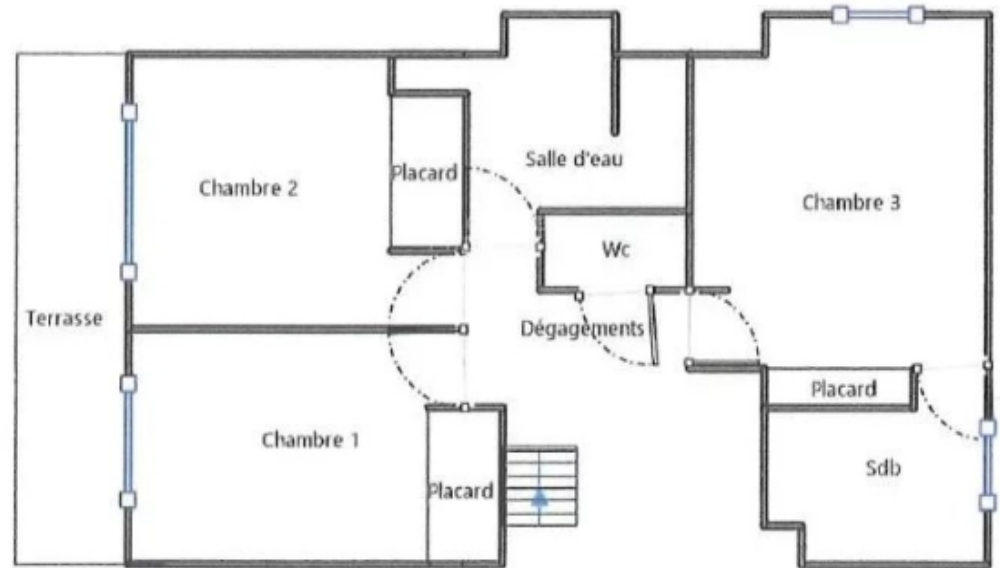 Salle d'eau
Placard
Chambre 2
Chambre 3
Wc
Terrasse
Dégagements
Placard
Chambre 1
Sdb
Placard